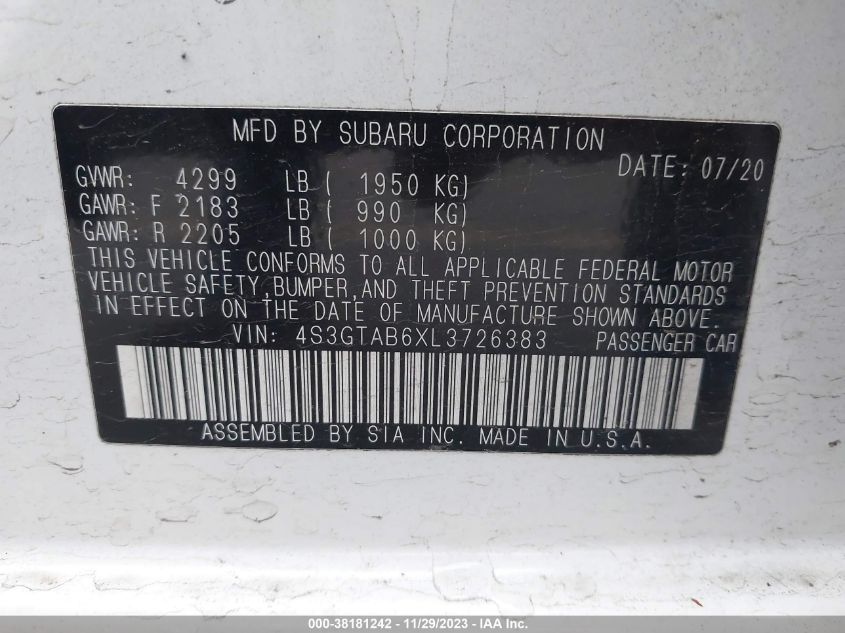 MFD BY SUBARU CORPORATION
DATE: 07/20
GVWR: 4299 LB ( 1950 KG)
GAWR: F 2183 LB ( 990 KG)
GAWR: R 2205 LB ( 1000 KG)
THIS VEHICLE CONFORMS TO ALL APPLICABLE FEDERAL MOTOR
VEHICLE SAFETY,BUMPER,AND THEFT PREVENTION STANDARDS
IN EFFECT ON THE DATE OF MANUFACTURE SHOWN ABOVE.
VIN: 4S3GTAB6XL3726383 PASSENGER CAR
ASSEMBLED BY SIA INC. MADE IN U.S.A.
000-38181242 - 11/29/2023 - IAA Corp.